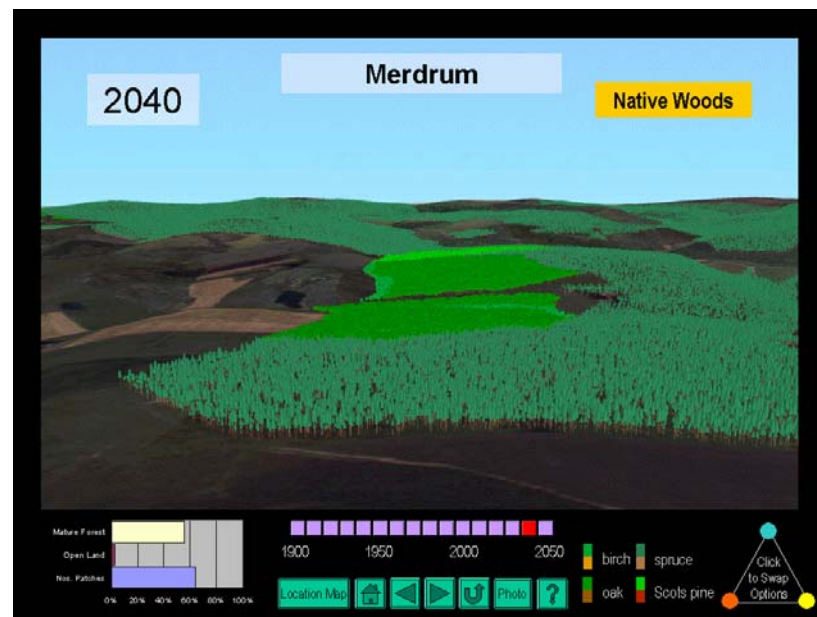 Merdrum
2040
Native Woods
Mature Forest
Open Land
Nos. Patches
0% 20% 40% 60% 80% 100%
1900 1950 2000 2050
Location Map
Photo
?
birch
spruce
oak
Scots pine
Click
to Swap
Options